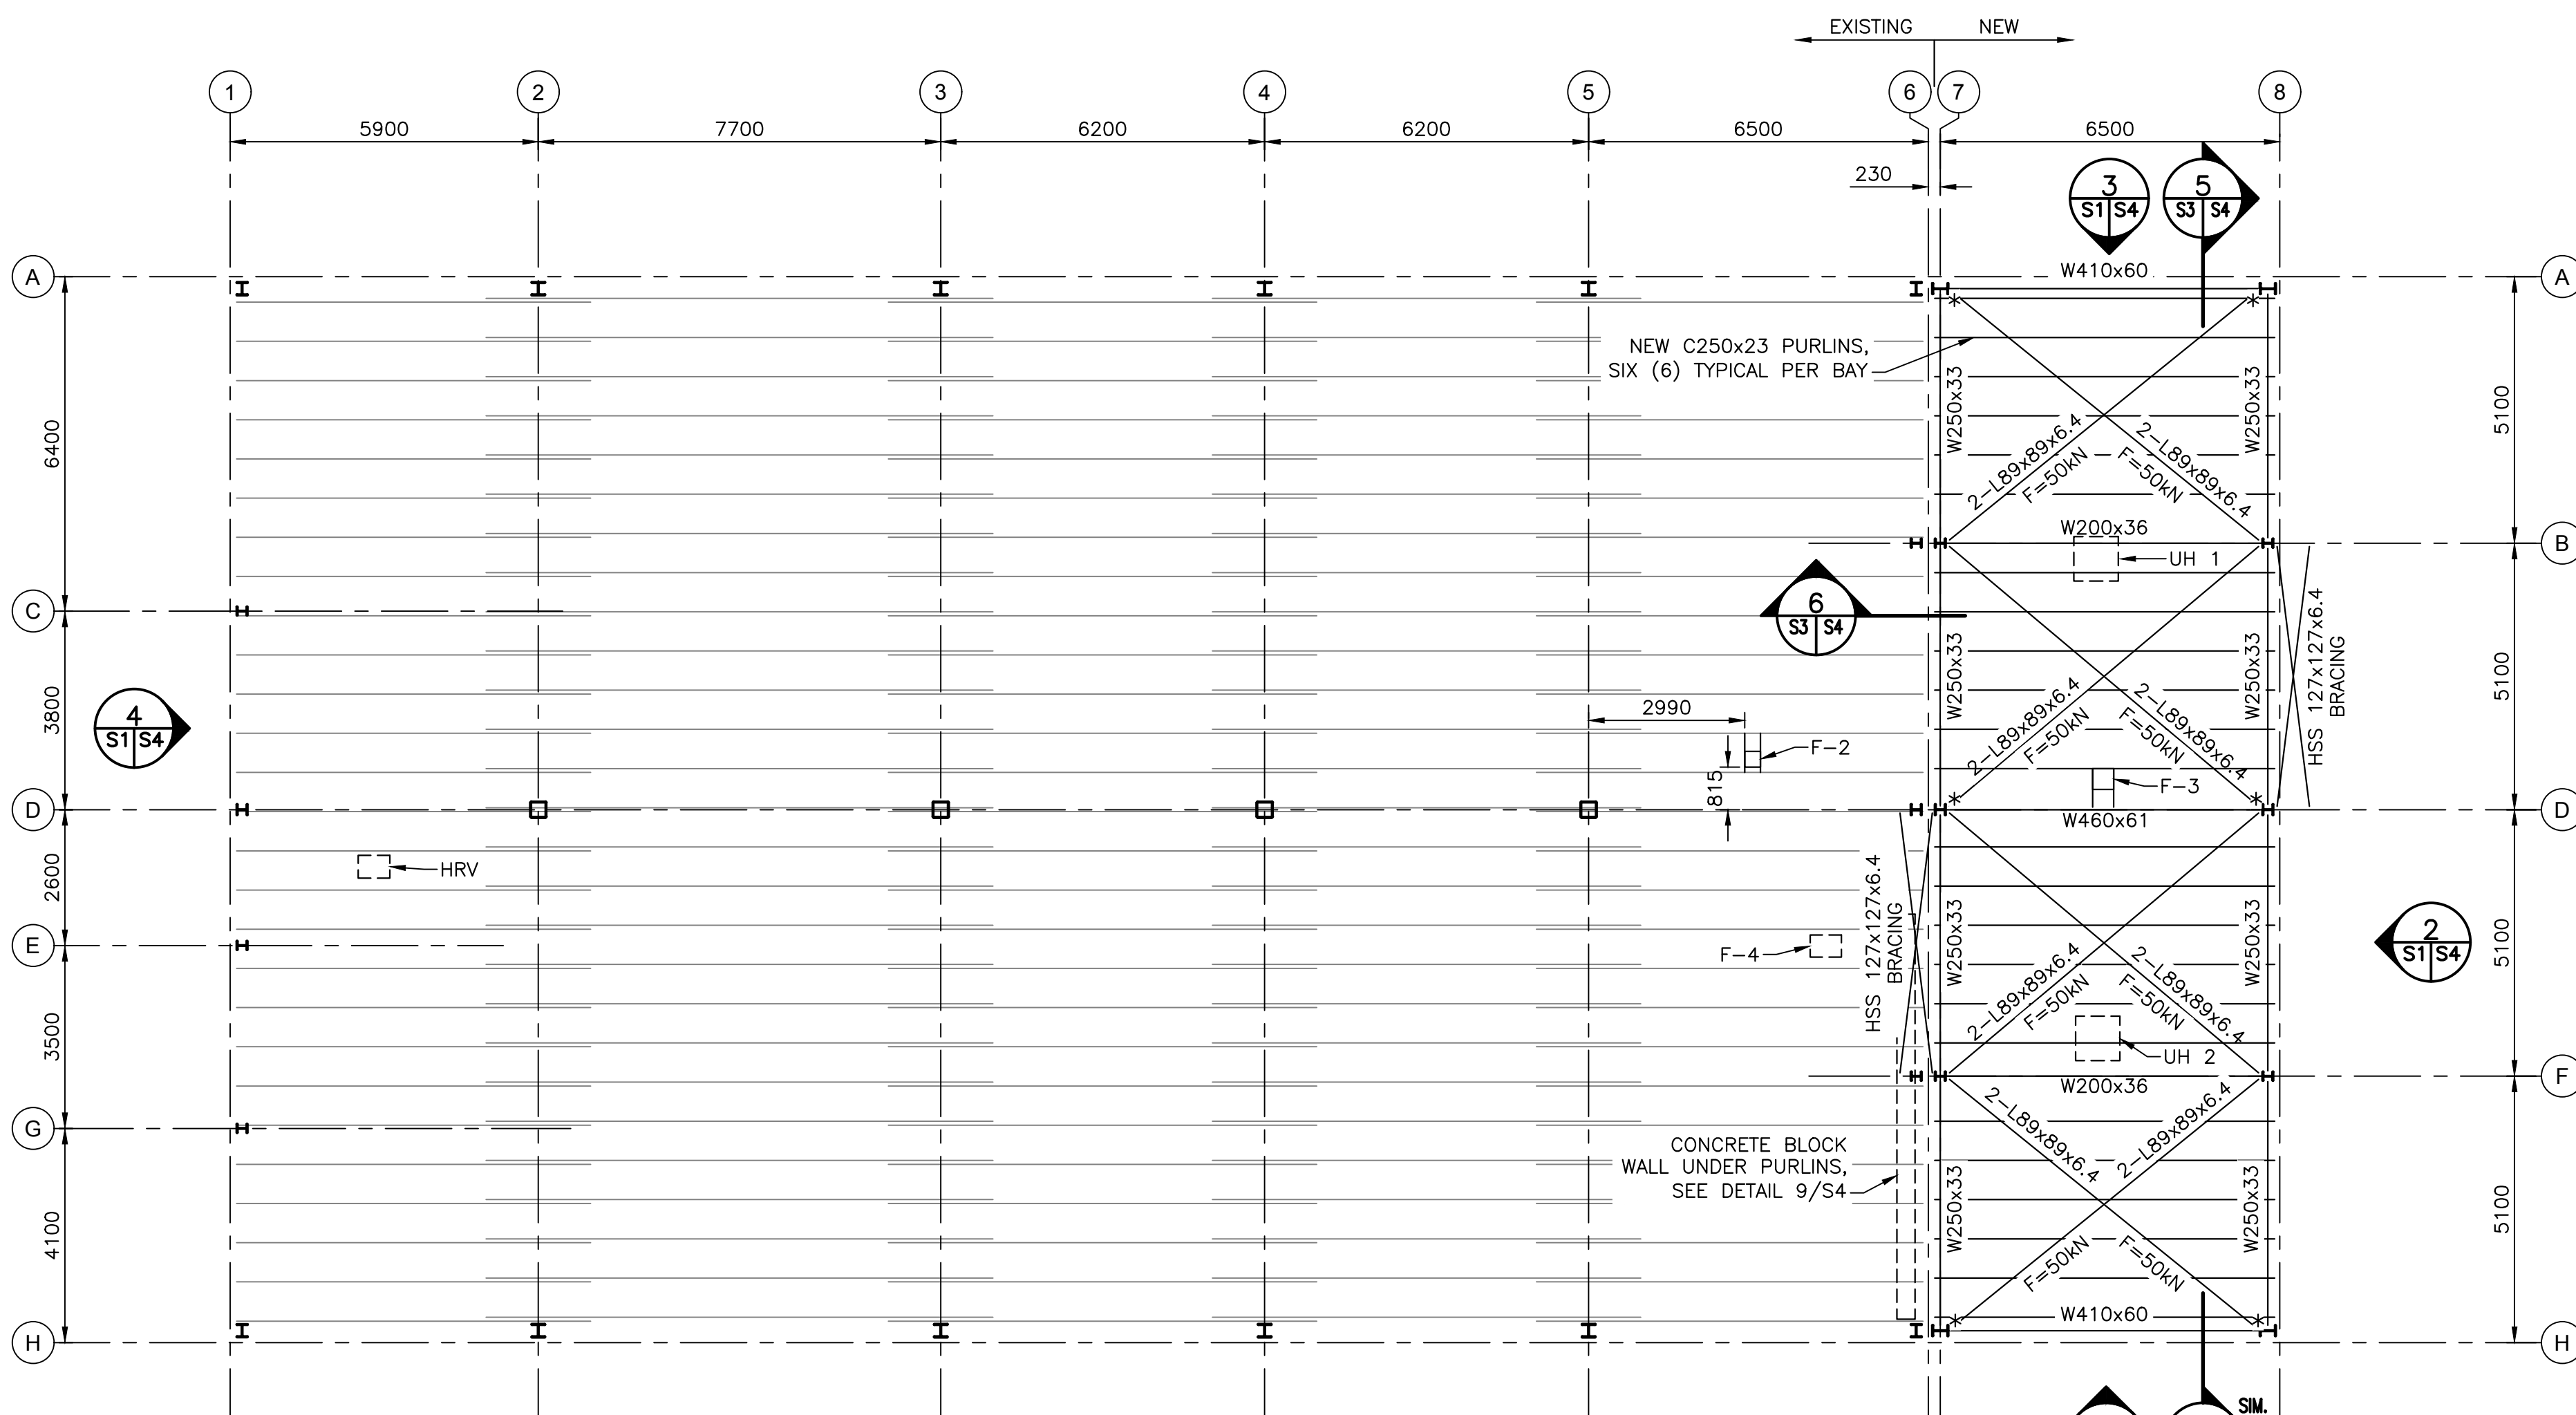 EXISTING NEW
1 2 3 4 5 6 7 8
5900 7700 6200 6200 6500 6500
230
3
S1 S4
5
S3 S4
A W410x60 A
NEW C250x23 PURLINS,
SIX (6) TYPICAL PER BAY
6400
W250x33
W250x33
5100
2-L89x89x6.4
F=50kN
2-L89x89x6.4
F=50kN
W200x36
B
UH 1
C
6
S3 S4
HSS 127x127x6.4
BRACING
3800
W250x33
W250x33
5100
4
S1 S4
2990
F-2
815
2-L89x89x6.4
F=50kN
2-L89x89x6.4
F=50kN
F-3
D D
W460x61
2600
HRV
HSS 127x127x6.4
BRACING
W250x33
W250x33
5100
2
S1 S4
E
F-4
3500
2-L89x89x6.4
F=50kN
2-L89x89x6.4
F=50kN
UH 2
F
W200x36
G
2-L89x89x6.4
2-L89x89x6.4
CONCRETE BLOCK
WALL UNDER PURLINS,
SEE DETAIL 9/S4
4100
W250x33
W250x33
5100
F=50kN
F=50kN
W410x60
H H
SIM.